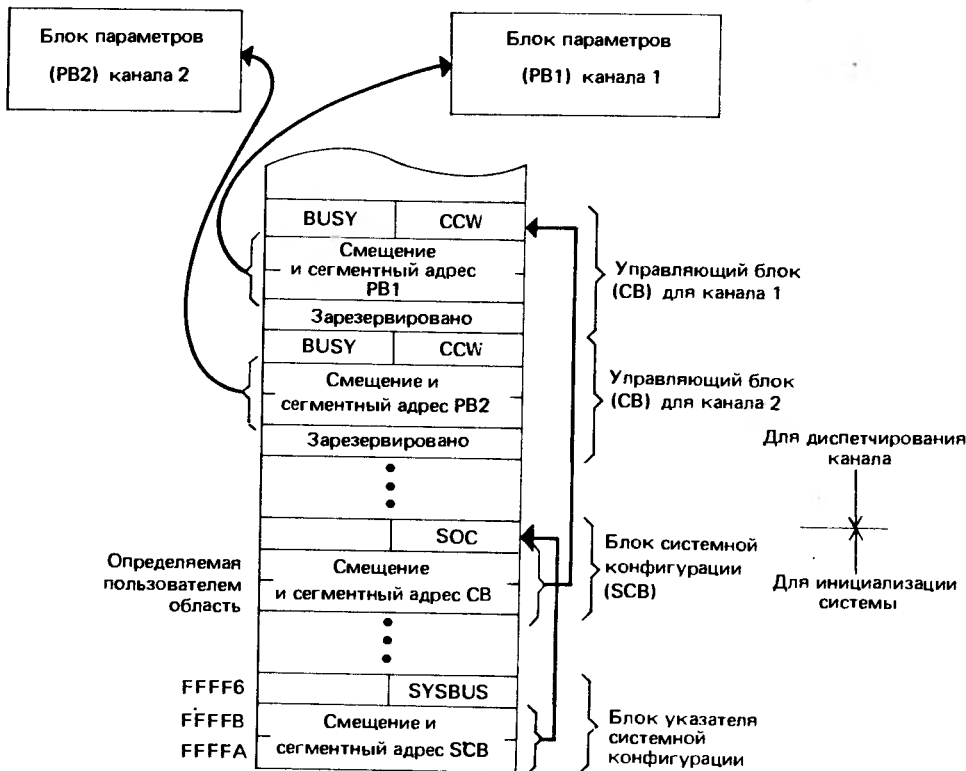 Блок параметров
(PB2) канала 2
Блок параметров
(PB1) канала 1
BUSY
CCW
Смещение
и сегментный адрес
PB1
Зарезервировано
Управляющий блок
(CB) для канала 1
BUSY
CCW
Смещение и
сегментный адрес PB2
Зарезервировано
Управляющий блок
(CB) для канала 2
Для диспетчирования
канала
Для инициализации
системы
SOC
Смещение
и сегментный адрес CB
Определяемая
пользователем
область
Блок системной
конфигурации
(SCB)
FFFF6
SYSBUS
FFFFB
Смещение и
FFFFA
сегментный адрес SCB
Блок указателя
системной
конфигурации